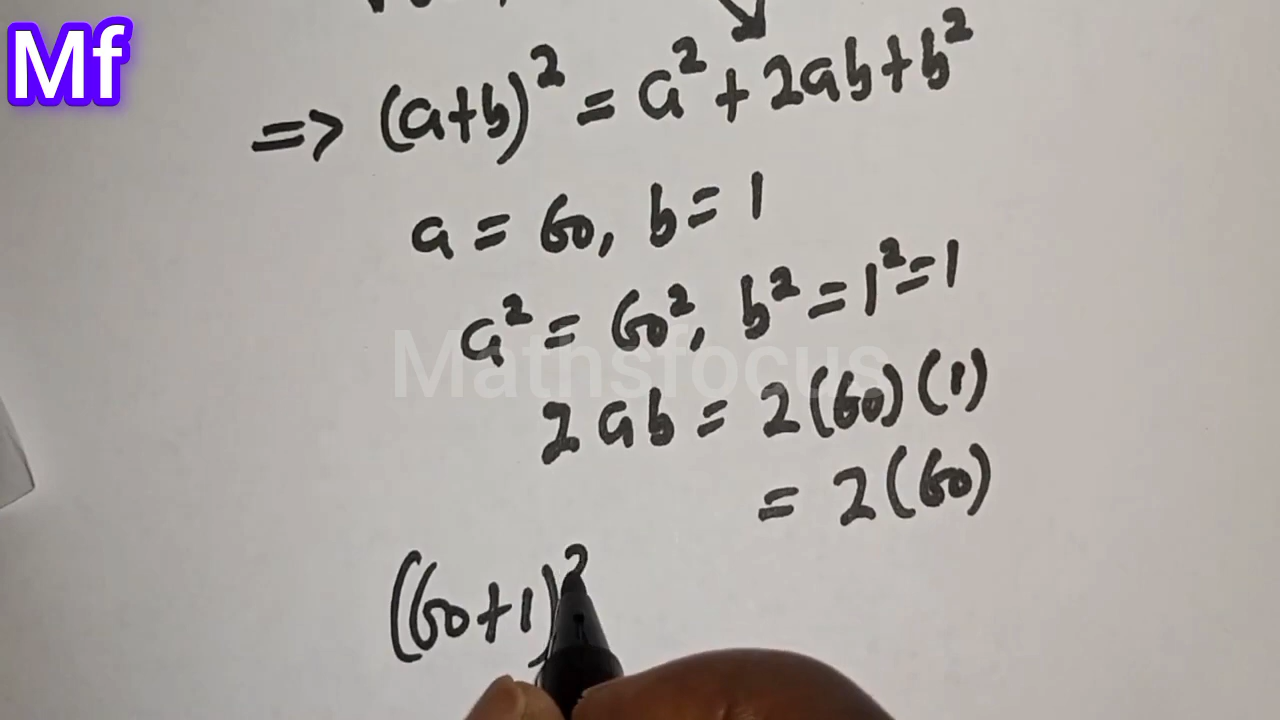 Mf
=> (a+b)² = a² + 2ab + b²
a = 60, b = 1
a² = 60², b² = 1² = 1
Mathsfocus
2ab = 2(60)(1)
= 2(60)
(60+1)²